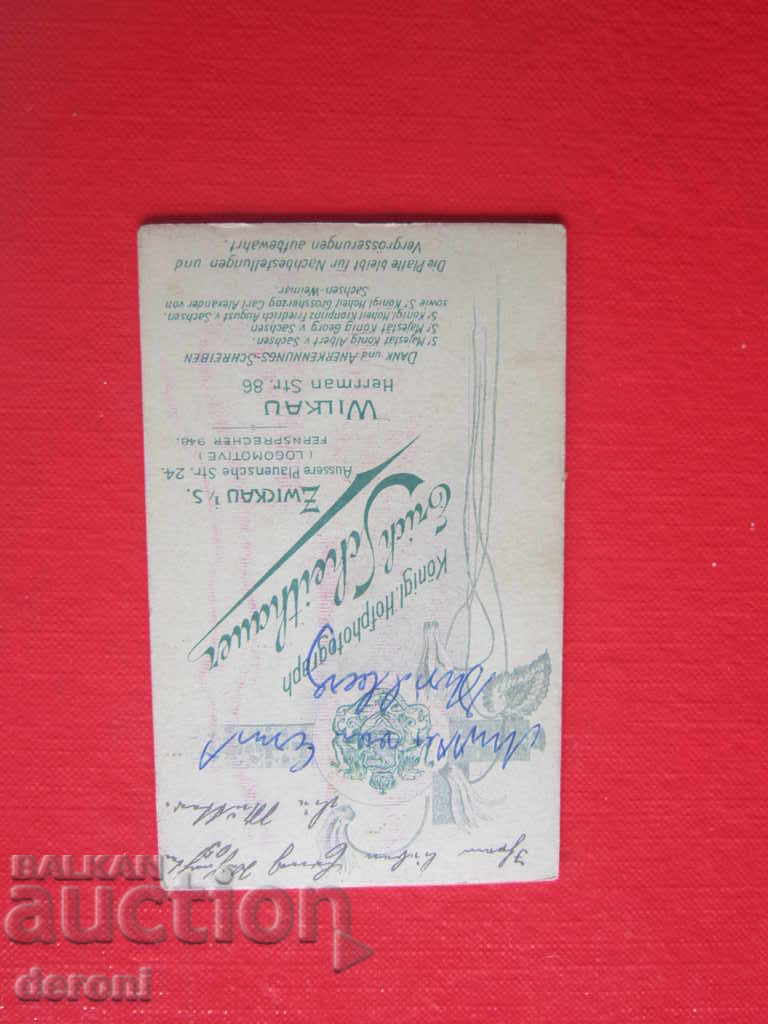 Königl. Hofphotograph
Erich Scheithauer
ZWICKAU i/S.
Äussere Plauensche Str. 24.
(LOGOMOTIVE)
FERNSPRECHER 948.
WILKAU
Herrman Str. 86
DANK und ANERKENNUNGS-SCHREIBEN
Sr Majestät König Albert v. Sachsen.
Sr Majestät König Georg v Sachsen
Sr Königl. Hoheit Kronprinz Friedrich August v Sachsen.
sowie Sr Königl Hoheit Grossherzog Carl Alexander von
Sachsen-Weimar.
Die Platte bleibt für Nachbestellungen und
Vergrösserungen aufbewahrt.
BALKAN
auction
deroni